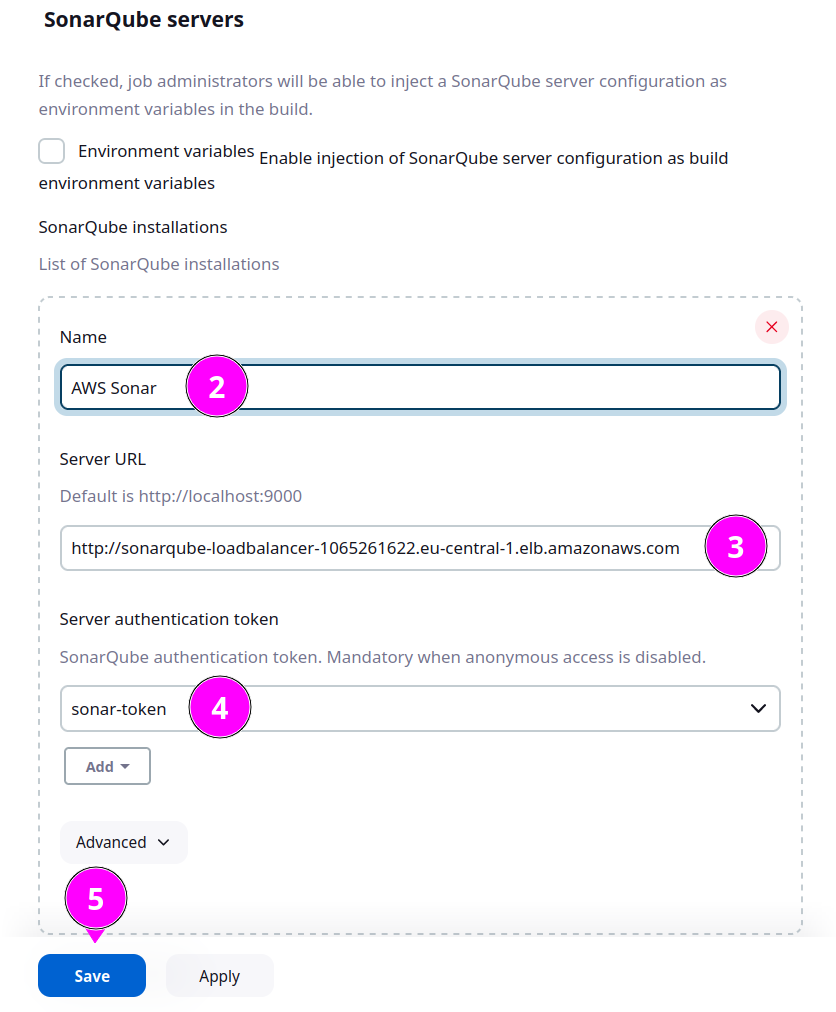 SonarQube servers
If checked, job administrators will be able to inject a SonarQube server configuration as
environment variables in the build.
Environment variables Enable injection of SonarQube server configuration as build
environment variables
SonarQube installations
List of SonarQube installations
Name
AWS Sonar 2
Server URL
Default is http://localhost:9000
http://sonarqube-loadbalancer-1065261622.eu-central-1.elb.amazonaws.com 3
Server authentication token
SonarQube authentication token. Mandatory when anonymous access is disabled.
sonar-token 4
Add
Advanced
5
Save Apply